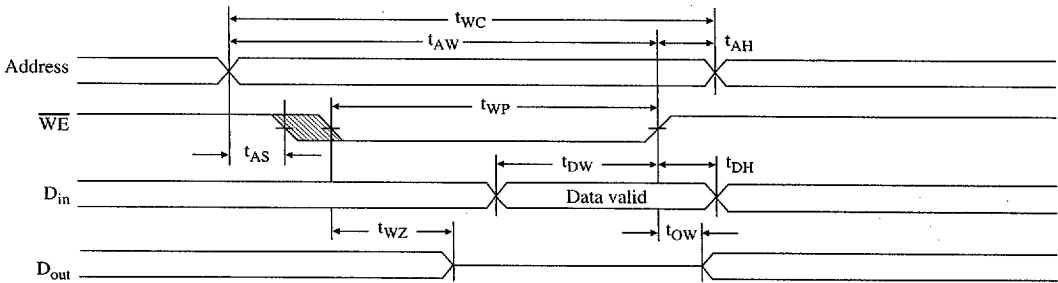 tWC
tAW
tAH
Address
tWP
WE
tAS
tDW
tDH
Din
Data valid
tWZ
tOW
Dout